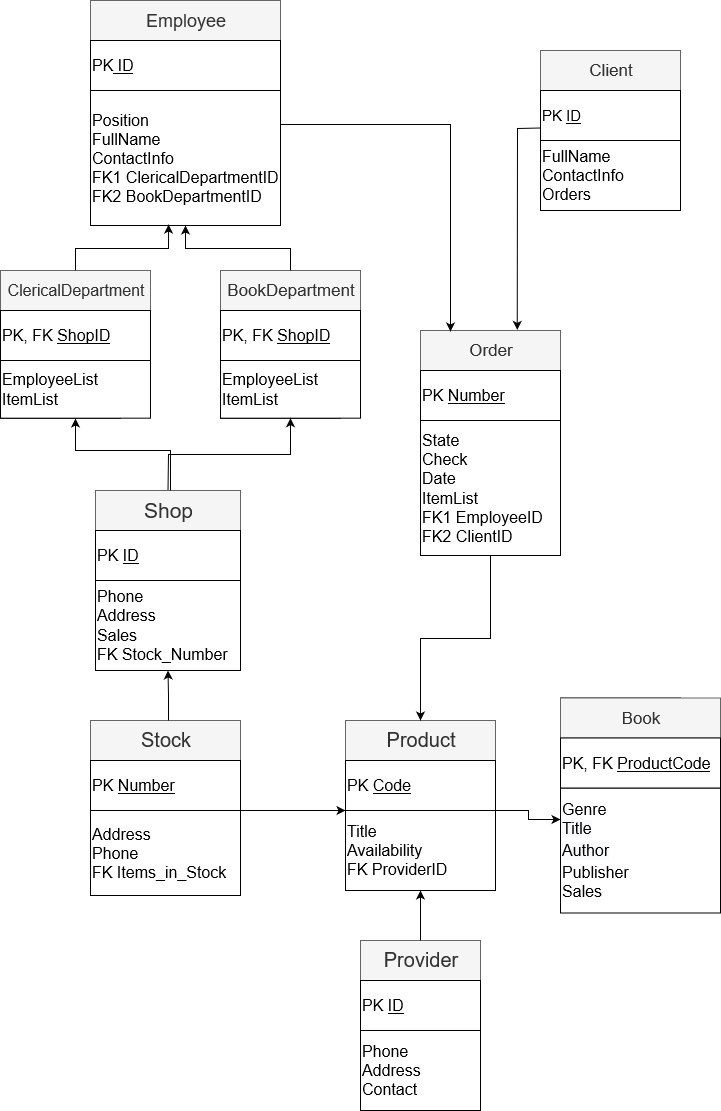 Employee
PK ID
Position
FullName
ContactInfo
FK1 ClericalDepartmentID
FK2 BookDepartmentID
Client
PK ID
FullName
ContactInfo
Orders
ClericalDepartment
PK, FK ShopID
EmployeeList
ItemList
BookDepartment
PK, FK ShopID
EmployeeList
ItemList
Order
PK Number
State
Check
Date
ItemList
FK1 EmployeeID
FK2 ClientID
Shop
PK ID
Phone
Address
Sales
FK Stock_Number
Stock
PK Number
Address
Phone
FK Items_in_Stock
Product
PK Code
Title
Availability
FK ProviderID
Book
PK, FK ProductCode
Genre
Title
Author
Publisher
Sales
Provider
PK ID
Phone
Address
Contact